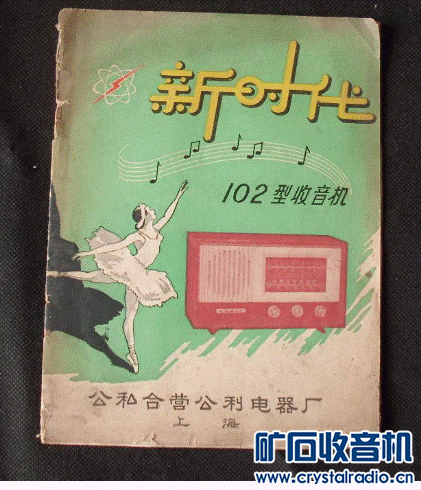 新时代
102型收音机
公和合营公利电器厂
上海
矿石收音机
www.crystalradio.cn